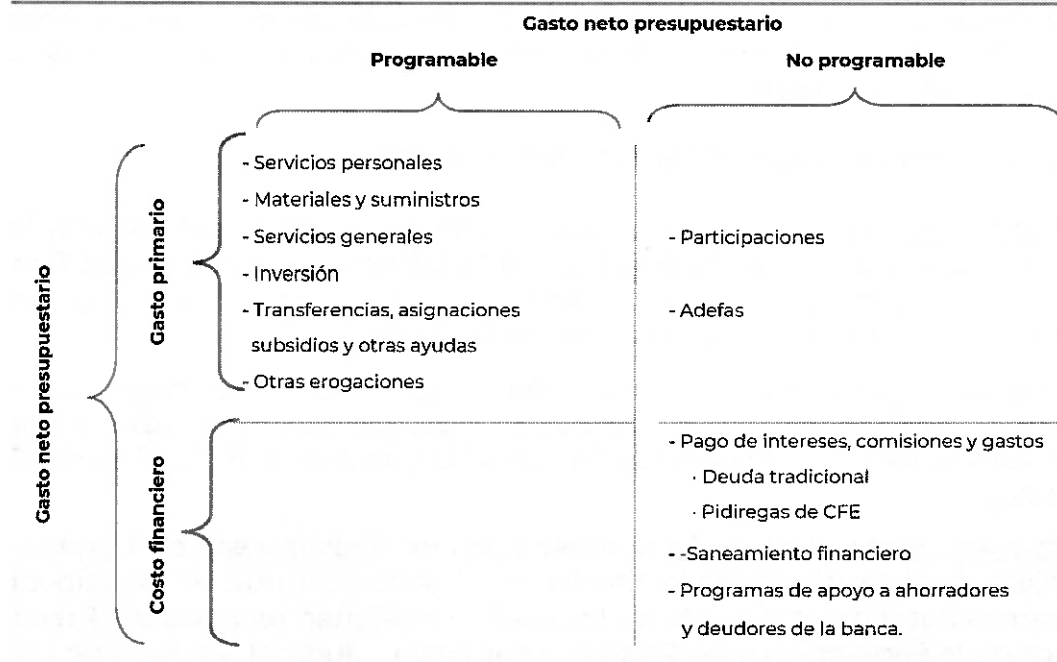 Gasto neto presupuestario
Programable
No programable
Gasto neto presupuestario
Gasto primario
- Servicios personales
- Materiales y suministros
- Servicios generales
- Inversión
- Transferencias, asignaciones
subsidios y otras ayudas
- Otras erogaciones
- Participaciones
- Adefas
Costo financiero
- Pago de intereses, comisiones y gastos
· Deuda tradicional
· Pidiregas de CFE
- -Saneamiento financiero
- Programas de apoyo a ahorradores
y deudores de la banca.